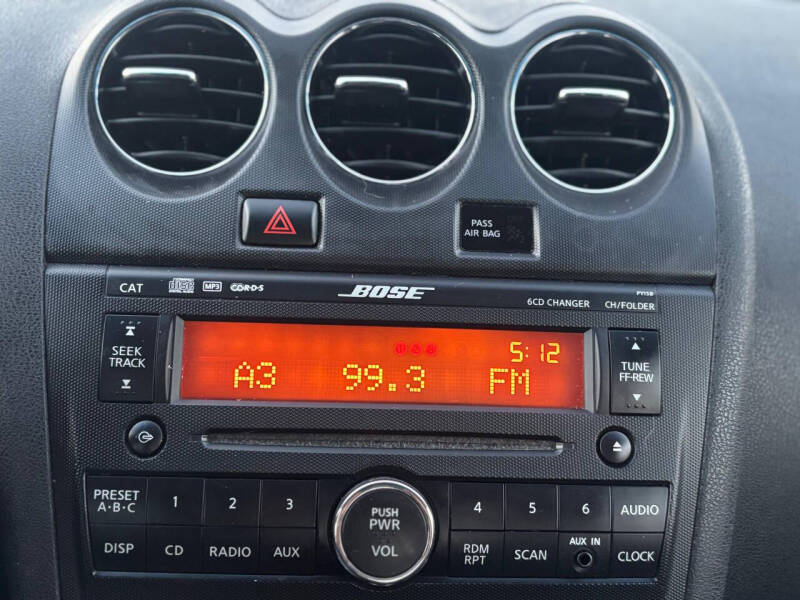 PASS
AIR BAG
CAT MP3 R·D·S BOSE 6CD CHANGER PY15B CH/FOLDER
SEEK
TRACK
5:12
A3 99.3 FM
TUNE
FF·REW
PRESET
A·B·C
1 2 3
PUSH
PWR
VOL
4 5 6 AUDIO
DISP CD RADIO AUX
RDM
RPT
SCAN
AUX IN
CLOCK